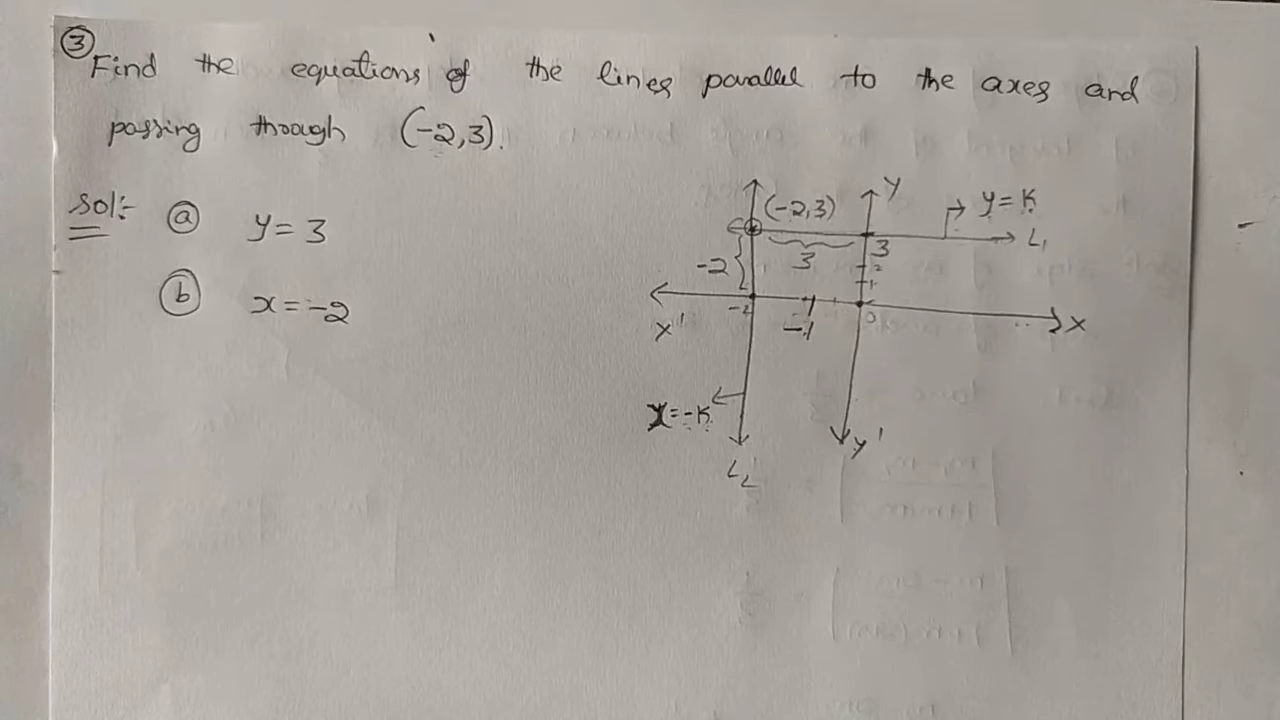 ③
Find the equations of the lines parallel to the axes and
passing though (-2,3).
Sol:- ⓐ y = 3
ⓑ x = -2
(-2,3) Y y = K
3 3 L₁
-2 2
1
X' -2 -1 0 X
x = -K
Y'
L₂